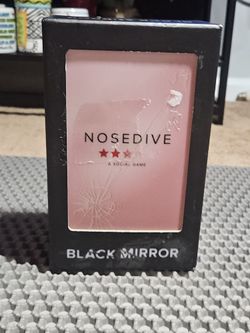 NOSEDIVE
A SOCIAL GAME
BLACK MIRROR